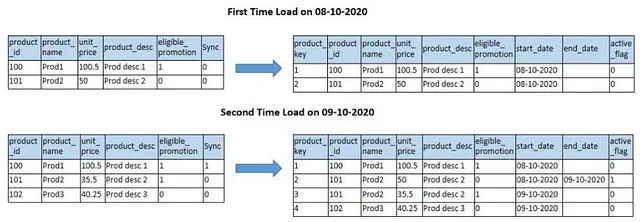 First Time Load on 08-10-2020
product_id product_name unit_price product_desc eligible_promotion Sync
100 Prod1 100.5 Prod desc 1 1 0
101 Prod2 50 Prod desc 2 0 0
product_key product_id product_name unit_price product_desc eligible_promotion start_date end_date active_flag
1 100 Prod1 100.5 Prod desc 1 1 08-10-2020 0
2 101 Prod2 50 Prod desc 2 0 08-10-2020 0
Second Time Load on 09-10-2020
product_id product_name unit_price product_desc eligible_promotion Sync
100 Prod1 100.5 Prod desc 1 1 1
101 Prod2 35.5 Prod desc 2 1 0
102 Prod3 40.25 Prod desc 3 0 0
product_key product_id product_name unit_price product_desc eligible_promotion start_date end_date active_flag
1 100 Prod1 100.5 Prod desc 1 1 08-10-2020 0
2 101 Prod2 50 Prod desc 2 0 08-10-2020 09-10-2020 1
3 101 Prod2 35.5 Prod desc 2 1 09-10-2020 0
4 102 Prod3 40.25 Prod desc 3 0 09-10-2020 0